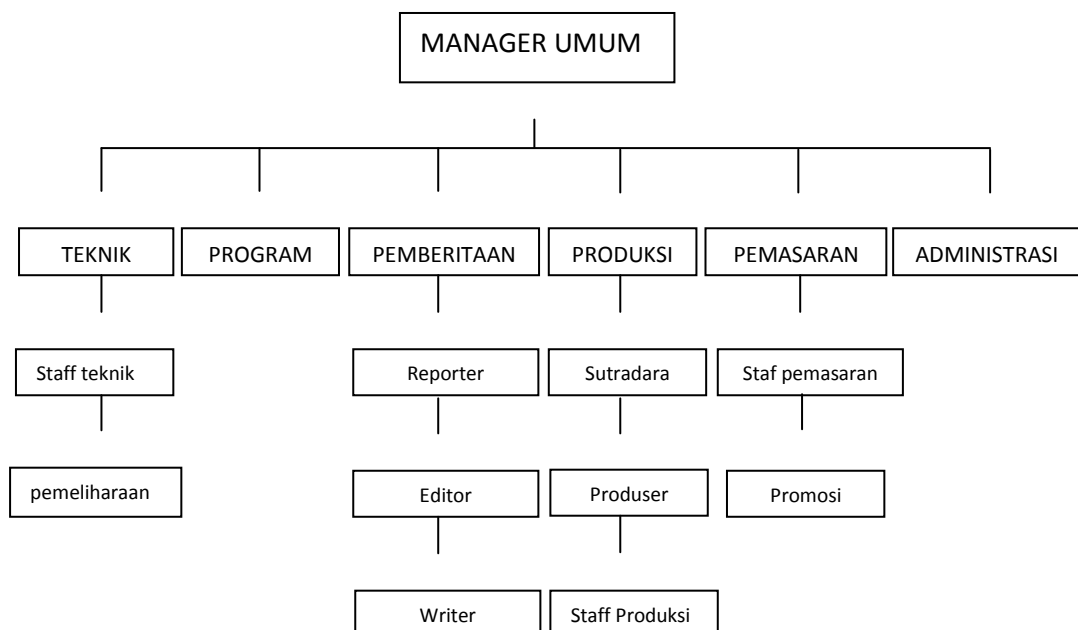 MANAGER UMUM
TEKNIK PROGRAM PEMBERITAAN PRODUKSI PEMASARAN ADMINISTRASI
Staff teknik Reporter Sutradara Staf pemasaran
pemeliharaan Editor Produser Promosi
Writer Staff Produksi